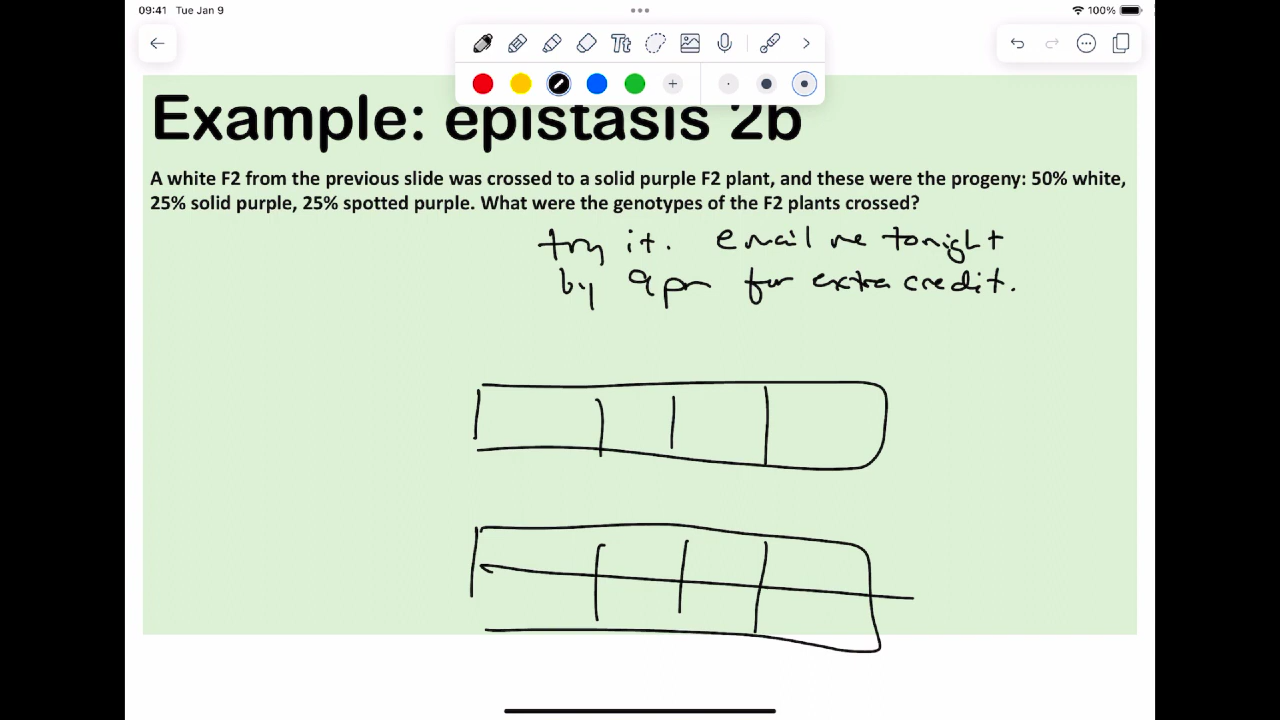 09:41 Tue Jan 9
100%
Tt
Example: epistasis 2b
A white F2 from the previous slide was crossed to a solid purple F2 plant, and these were the progeny: 50% white,
25% solid purple, 25% spotted purple. What were the genotypes of the F2 plants crossed?
try it. email me tonight
by 9pm for extra credit.